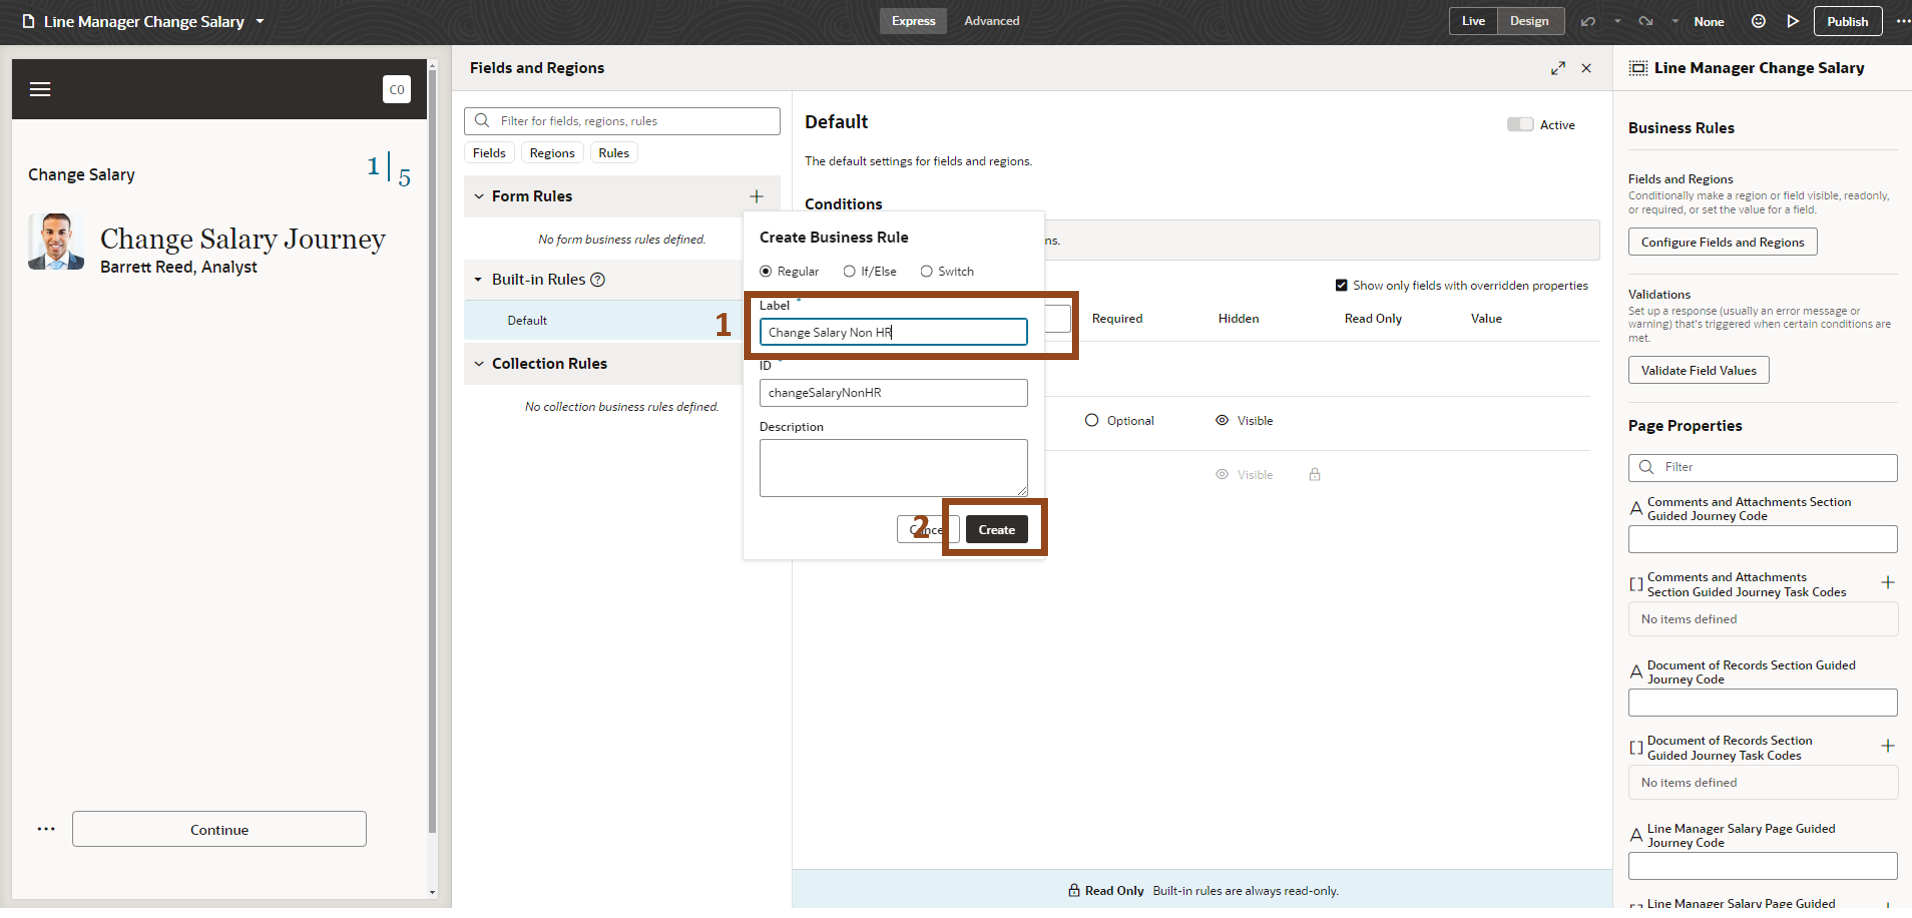 Line Manager Change Salary
Express
Advanced
Live
Design
None
Publish
C0
Change Salary
1
5
Change Salary Journey
Barrett Reed, Analyst
Continue
Fields and Regions
Filter for fields, regions, rules
Fields
Regions
Rules
Form Rules
No form business rules defined.
Built-in Rules
Default
Collection Rules
No collection business rules defined.
Default
Active
The default settings for fields and regions.
Conditions
ns.
Show only fields with overridden properties
Required
Hidden
Read Only
Value
Optional
Visible
Visible
Create Business Rule
Regular
If/Else
Switch
1
Label *
Change Salary Non HR
ID
changeSalaryNonHR
Description
2
Create
Read Only Built-in rules are always read-only.
Line Manager Change Salary
Business Rules
Fields and Regions
Conditionally make a region or field visible, readonly,
or required, or set the value for a field.
Configure Fields and Regions
Validations
Set up a response (usually an error message or
warning) that's triggered when certain conditions are
met.
Validate Field Values
Page Properties
Filter
A Comments and Attachments Section
Guided Journey Code
[ ] Comments and Attachments
Section Guided Journey Task Codes
No items defined
A Document of Records Section Guided
Journey Code
[ ] Document of Records Section
Guided Journey Task Codes
No items defined
A Line Manager Salary Page Guided
Journey Code
Line Manager Salary Page Guided